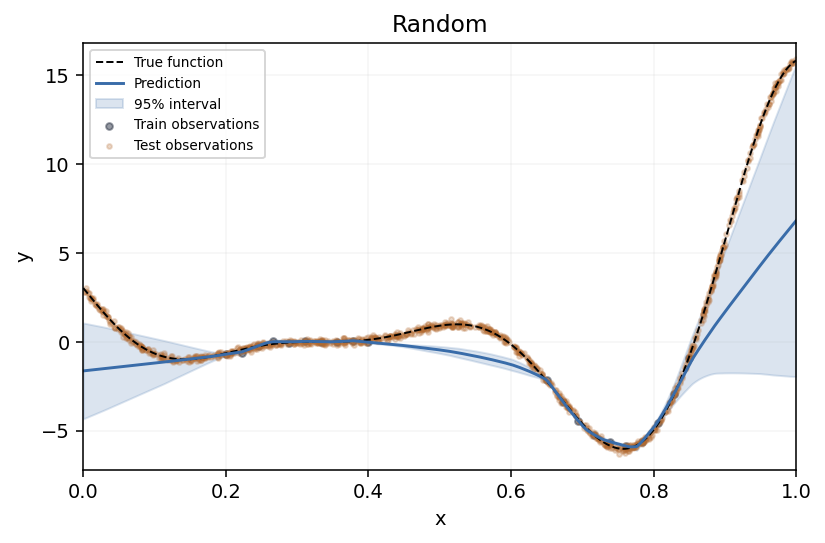 Random
True function
Prediction
95% interval
Train observations
Test observations
15
10
5
0
−5
y
0.0 0.2 0.4 0.6 0.8 1.0
x